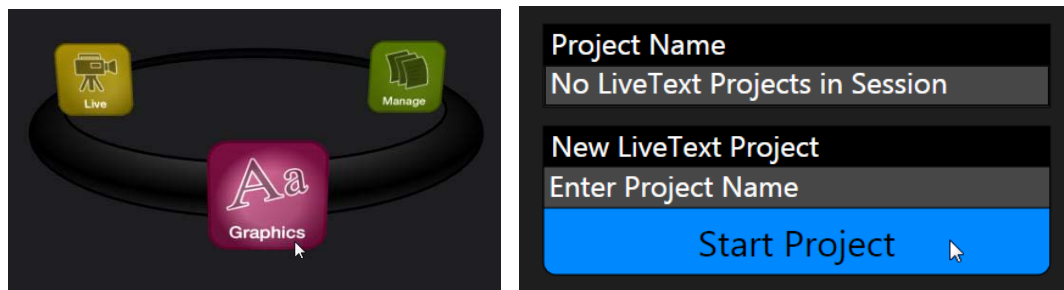 Live
Manage
Aa
Graphics
Project Name
No LiveText Projects in Session
New LiveText Project
Enter Project Name
Start Project